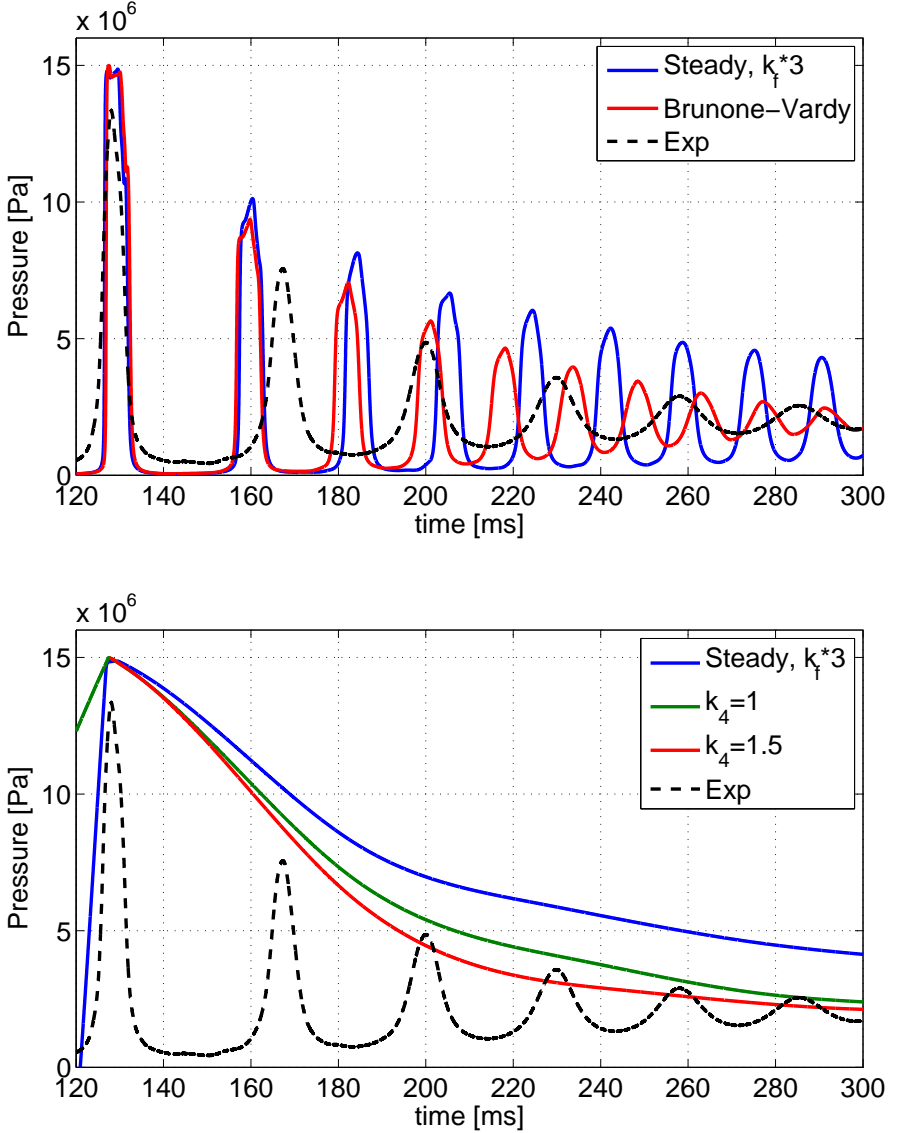 x 10^6
15
10
5
0
Pressure [Pa]
Steady, k_f*3
Brunone−Vardy
Exp
120 140 160 180 200 220 240 260 280 300
time [ms]
x 10^6
15
10
5
0
Pressure [Pa]
Steady, k_f*3
k_4=1
k_4=1.5
Exp
120 140 160 180 200 220 240 260 280 300
time [ms]